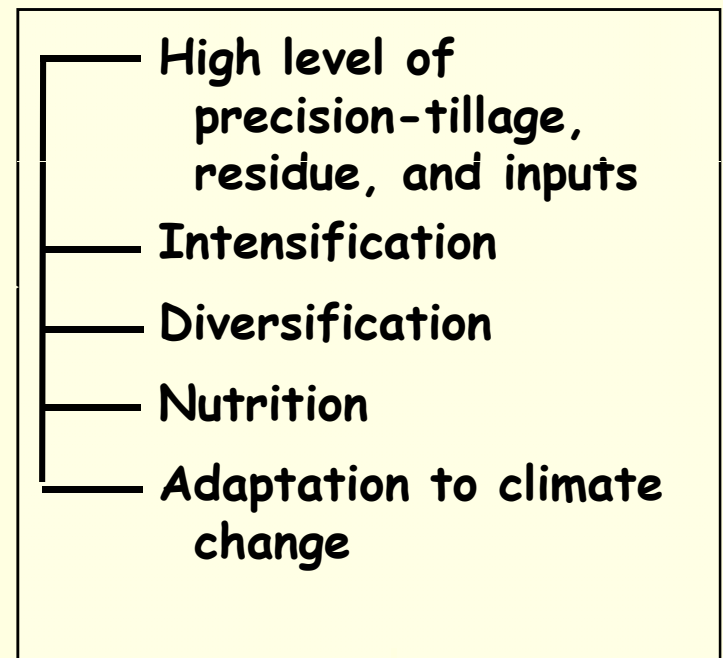 High level of
precision-tillage,
residue, and inputs
Intensification
Diversification
Nutrition
Adaptation to climate
change